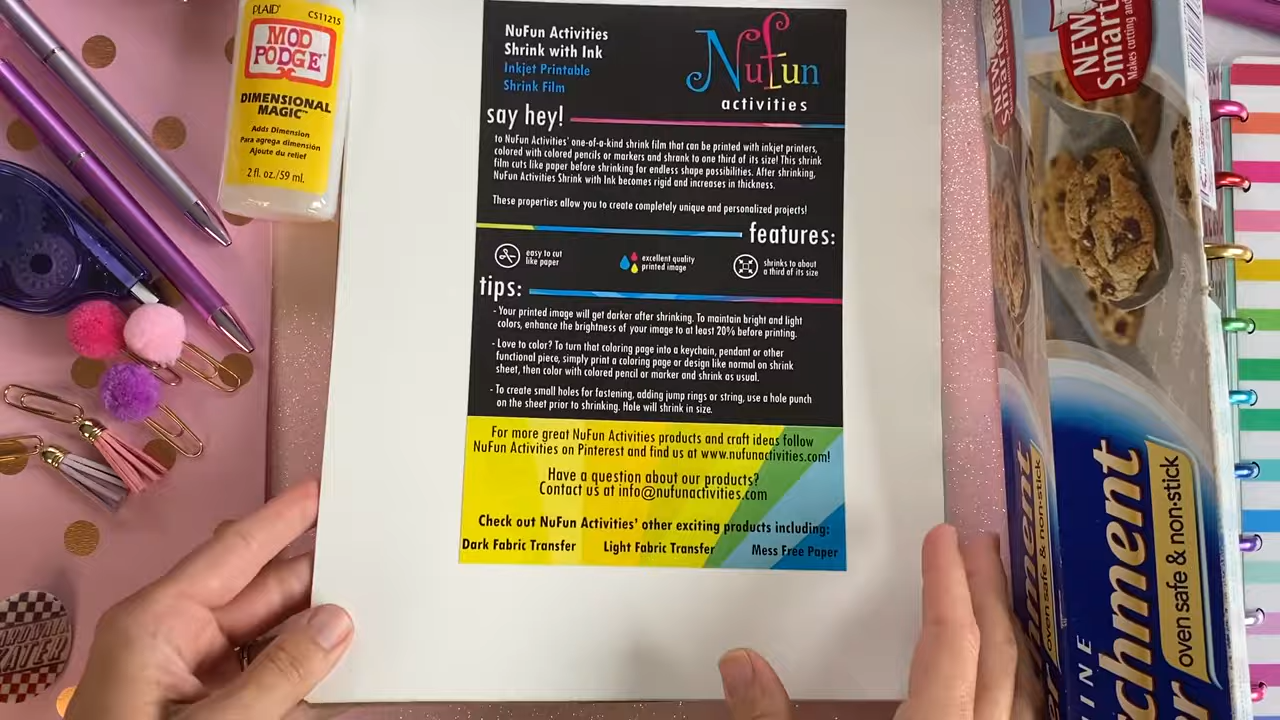 PLAID®
CS11215
MOD
PODGE
DIMENSIONAL
MAGIC™
Adds Dimension
Para agrega dimensión
Ajoute du relief
2 fl. oz./59 ml.
NuFun Activities
Shrink with Ink
Inkjet Printable
Shrink Film
NuFun
activities
say hey!
to NuFun Activities' one-of-a-kind shrink film that can be printed with inkjet printers,
colored with colored pencils or markers and shrank to one third of its size! This shrink
film cuts like paper before shrinking for endless shape possibilities. After shrinking,
NuFun Activities Shrink with Ink becomes rigid and increases in thickness.
These properties allow you to create completely unique and personalized projects!
features:
easy to cut
like paper
excellent quality
printed image
shrinks to about
a third of its size
tips:
- Your printed image will get darker after shrinking. To maintain bright and light
colors, enhance the brightness of your image to at least 20% before printing.
- Love to color? To turn that coloring page into a keychain, pendant or other
functional piece, simply print a coloring page or design like normal on shrink
sheet, then color with colored pencil or marker and shrink as usual.
- To create small holes for fastening, adding jump rings or string, use a hole punch
on the sheet prior to shrinking. Hole will shrink in size.
For more great NuFun Activities products and craft ideas follow
NuFun Activities on Pinterest and find us at www.nufunactivities.com!
Have a question about our products?
Contact us at info@nufunactivities.com
Check out NuFun Activities' other exciting products including:
Dark Fabric Transfer Light Fabric Transfer Mess Free Paper
NEW
Smart
Makes cutting and
rchment
oven safe & non-stick
oven safe & non-stick